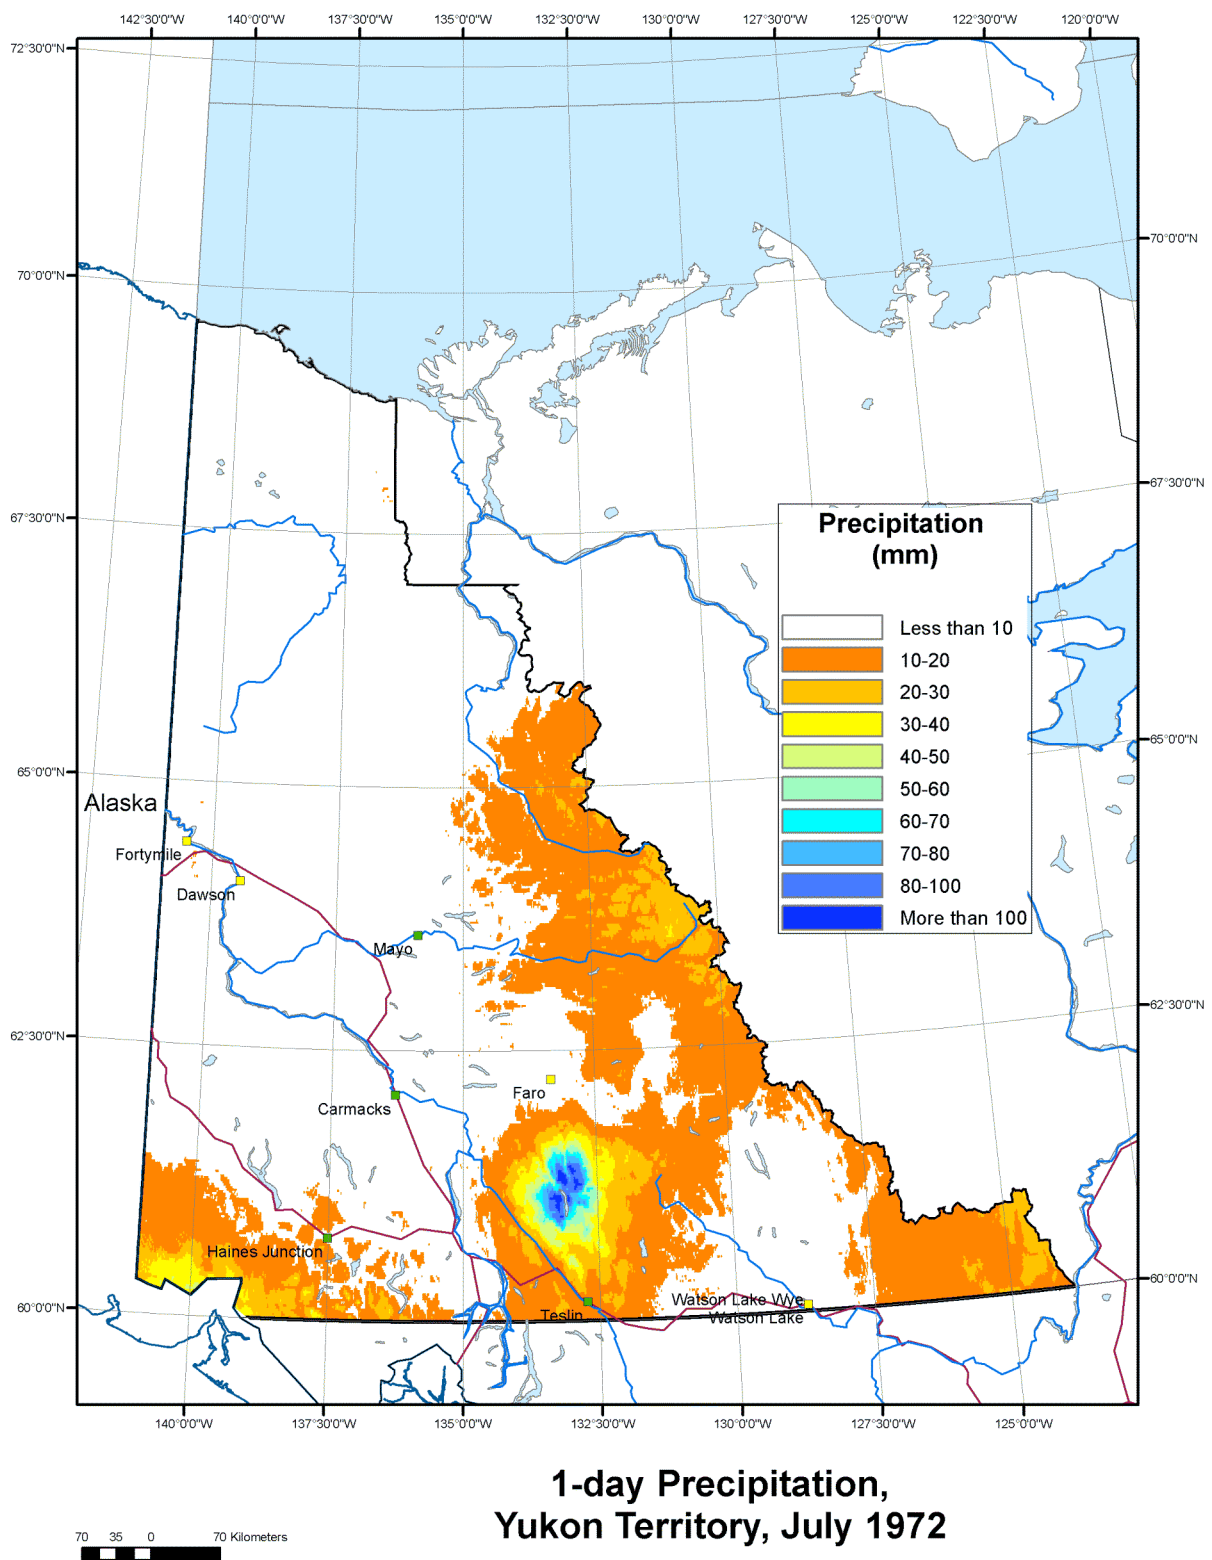 142°30'0"W 140°0'0"W 137°30'0"W 135°0'0"W 132°30'0"W 130°0'0"W 127°30'0"W 125°0'0"W 122°30'0"W 120°0'0"W
72°30'0"N
70°0'0"N
70°0'0"N
67°30'0"N
67°30'0"N
Precipitation
(mm)
Less than 10
10-20
20-30
30-40
40-50
50-60
60-70
70-80
80-100
More than 100
65°0'0"N
65°0'0"N
Alaska
Fortymile
Dawson
Mayo
62°30'0"N
62°30'0"N
Faro
Carmacks
Haines Junction
60°0'0"N
60°0'0"N
Watson Lake Wye
Teslin
Watson Lake
140°0'0"W 137°30'0"W 135°0'0"W 132°30'0"W 130°0'0"W 127°30'0"W 125°0'0"W
1-day Precipitation,
Yukon Territory, July 1972
70 35 0 70 Kilometers